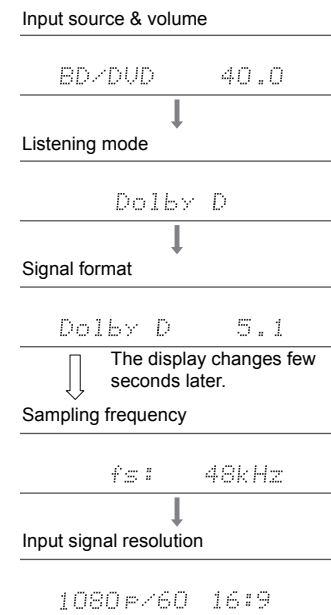 Input source & volume
BD/DVD 40.0
Listening mode
Dolby D
Signal format
Dolby D 5.1
The display changes few
seconds later.
Sampling frequency
fs: 48kHz
Input signal resolution
1080p/60 16:9